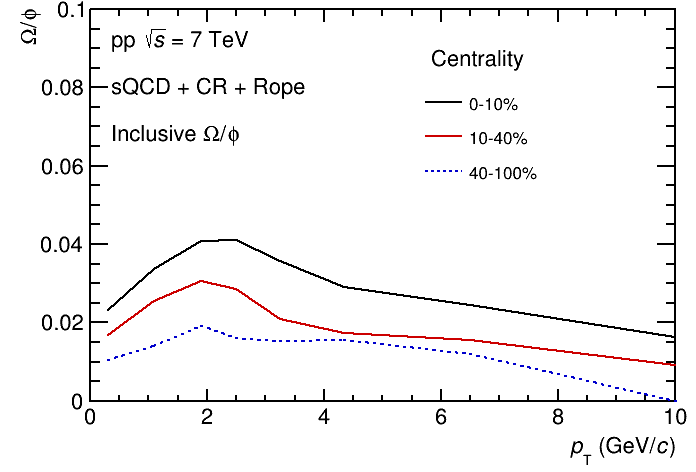 Ω/ϕ
0.1
0.08
0.06
0.04
0.02
0
pp √s = 7 TeV
sQCD + CR + Rope
Inclusive Ω/ϕ
Centrality
0-10%
10-40%
40-100%
0 2 4 6 8 10
p_T (GeV/c)